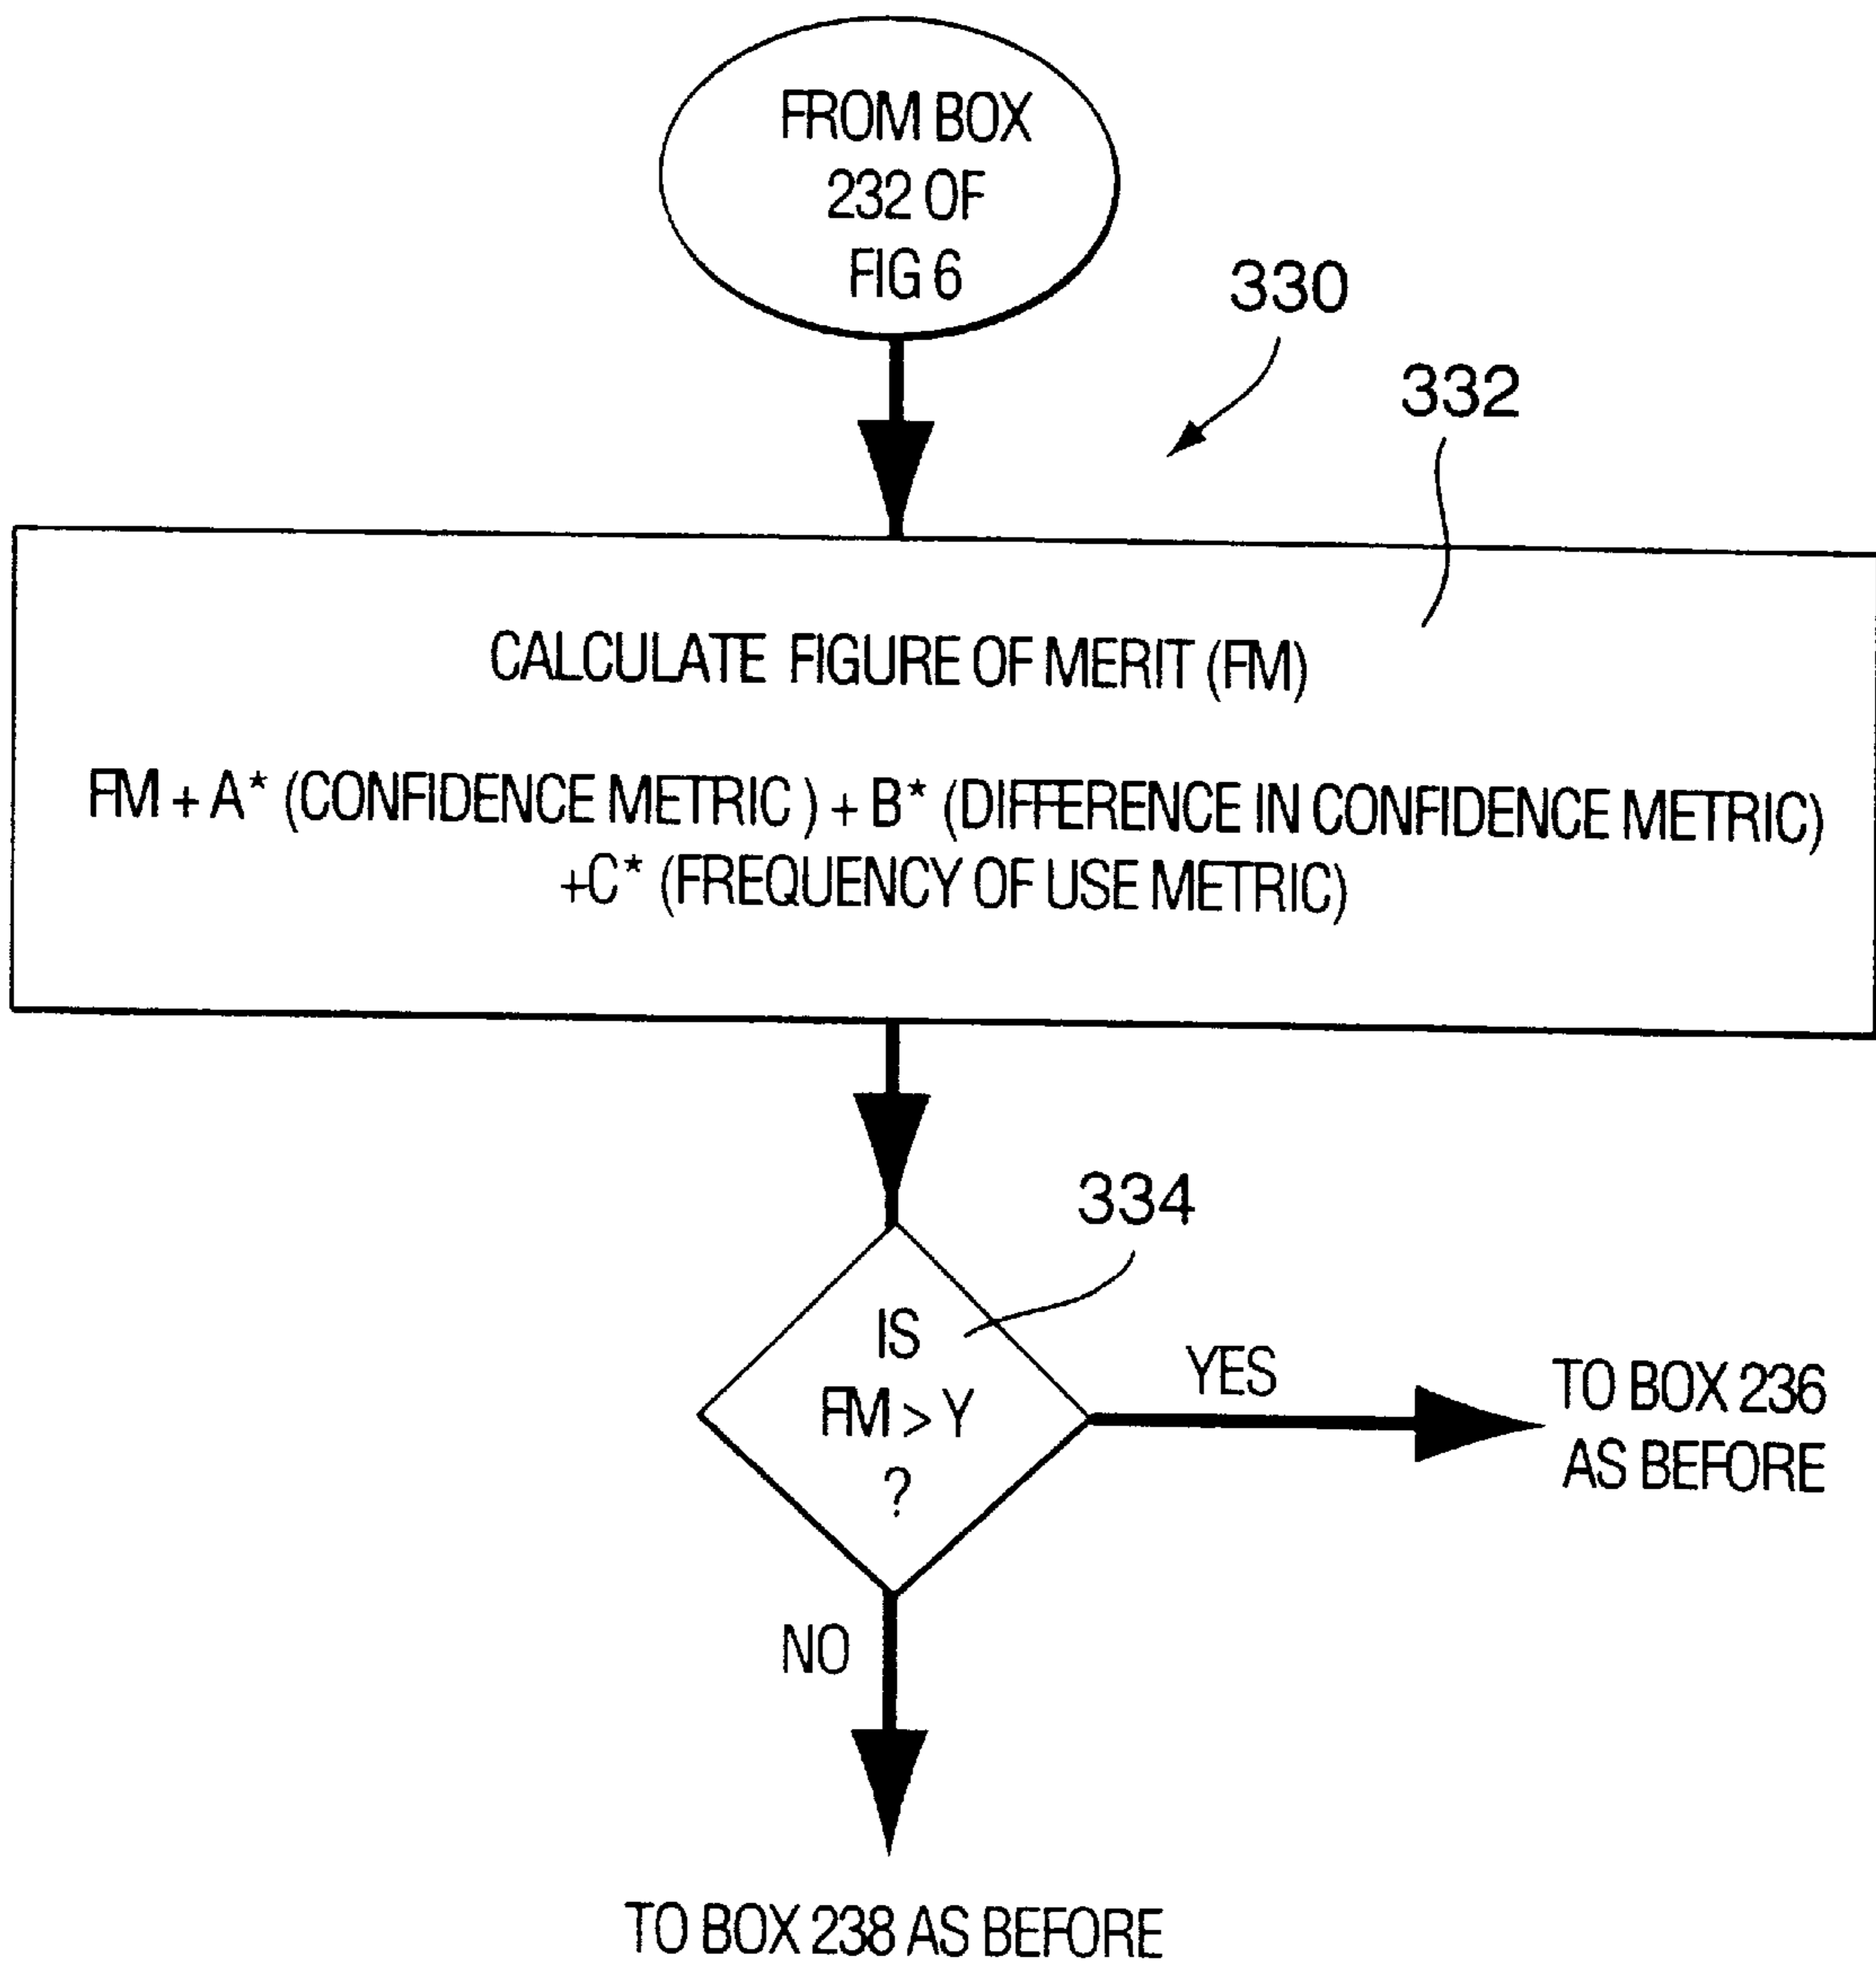 FROM BOX
232 OF
FIG 6
330
332
CALCULATE FIGURE OF MERIT (FM)
FM + A* (CONFIDENCE METRIC ) + B* (DIFFERENCE IN CONFIDENCE METRIC)
+C* (FREQUENCY OF USE METRIC)
334
IS
FM > Y
?
YES
TO BOX 236
AS BEFORE
NO
TO BOX 238 AS BEFORE